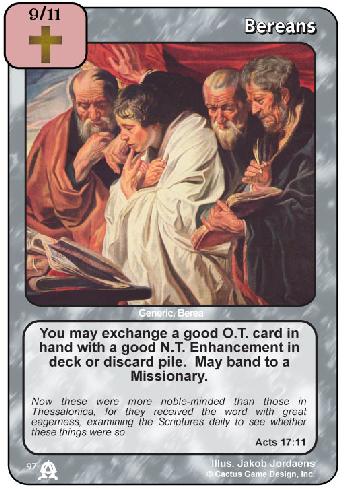 9/11
Bereans
Generic, Berea
You may exchange a good O.T. card in
hand with a good N.T. Enhancement in
deck or discard pile. May band to a
Missionary.
Now these were more noble-minded than those in
Thessalonica, for they received the word with great
eagerness, examining the Scriptures daily to see whether
these things were so.
Acts 17:11
97
Illus. Jakob Jordaens
© Cactus Game Design, Inc.